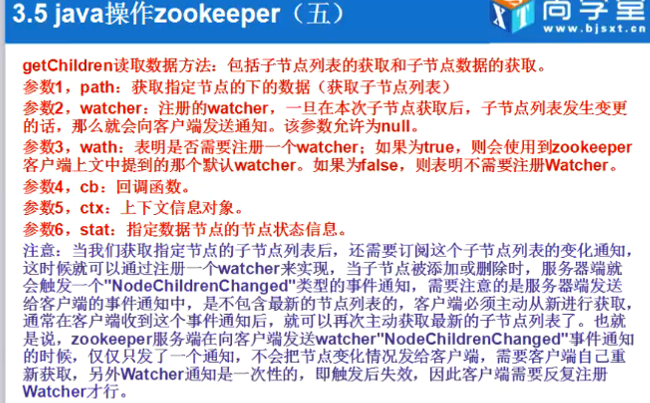 3.5 java操作zookeeper（五）
尚学堂
www.bjsxt.cn
getChildren读取数据方法：包括子节点列表的获取和子节点数据的获取。
参数1，path：获取指定节点的下的数据（获取子节点列表）
参数2，watcher：注册的watcher，一旦在本次子节点获取后，子节点列表发生变更
的话，那么就会向客户端发送通知。该参数允许为null。
参数3，wath：表明是否需要注册一个watcher；如果为true，则会使用到zookeeper
客户端上文中提到的那个默认watcher。如果为false，则表明不需要注册Watcher。
参数4，cb：回调函数。
参数5，ctx：上下文信息对象。
参数6，stat：指定数据节点的节点状态信息。
注意：当我们获取指定节点的子节点列表后，还需要订阅这个子节点列表的变化通知，
这时候就可以通过注册一个watcher来实现，当子节点被添加或删除时，服务器端就
会触发一个"NodeChildrenChanged"类型的事件通知，需要注意的是服务器端发送
给客户端的事件通知中，是不包含最新的节点列表的，客户端必须主动从新进行获取，
通常在客户端收到这个事件通知后，就可以再次主动获取最新的子节点列表了。也就
是说，zookeeper服务端在向客户端发送watcher"NodeChildrenChanged"事件通知
的时候，仅仅只发了一个通知，不会把节点变化情况发给客户端，需要客户端自己重
新获取，另外Watcher通知是一次性的，即触发后失效，因此客户端需要反复注册
Watcher才行。